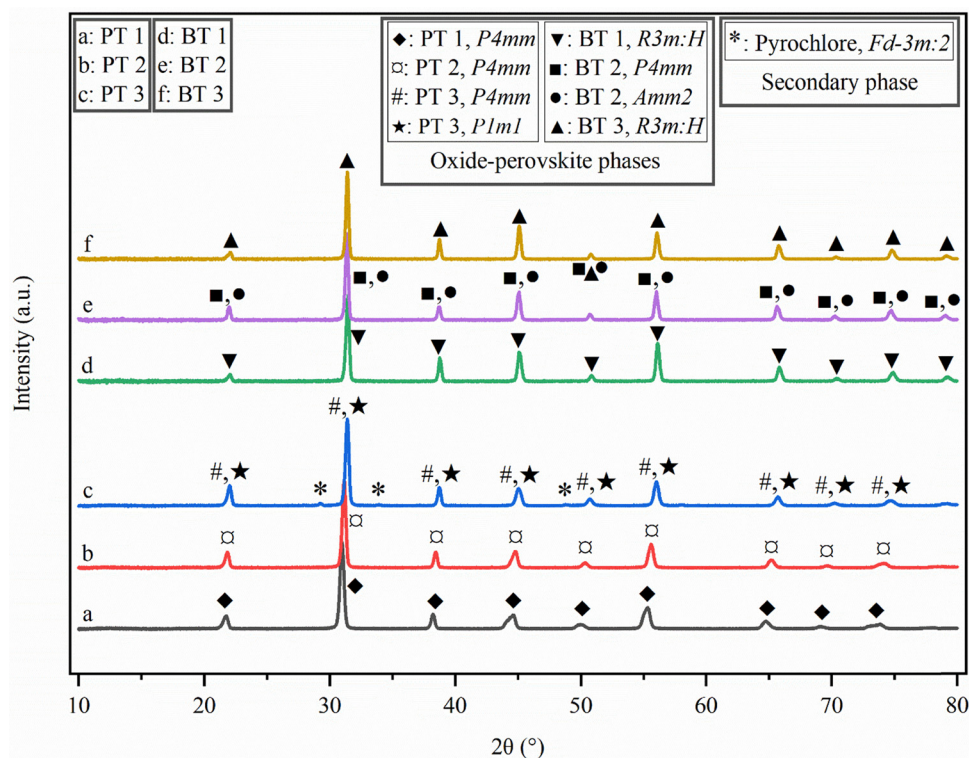 a: PT 1
b: PT 2
c: PT 3
d: BT 1
e: BT 2
f: BT 3
◆: PT 1, P4mm
¤: PT 2, P4mm
#: PT 3, P4mm
★: PT 3, P1m1
▼: BT 1, R3m:H
■: BT 2, P4mm
●: BT 2, Amm2
▲: BT 3, R3m:H
Oxide-perovskite phases
*: Pyrochlore, Fd-3m:2
Secondary phase
f
■,● ■,● ■,● ■,● ■▲● ■,● ■,● ■,● ■,● ■,●
e
d
#,★ #,★ #,★ #,★ #,★ #,★ #,★ #,★ #,★
* * *
c
¤ ¤ ¤ ¤ ¤ ¤ ¤ ¤ ¤
b
a
Intensity (a.u.)
10 20 30 40 50 60 70 80
2θ (°)